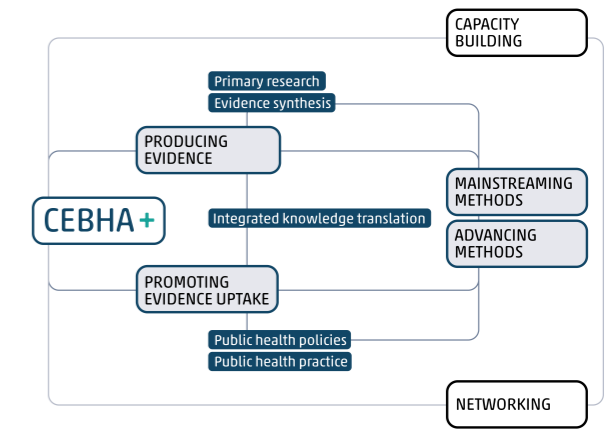 CAPACITY
BUILDING
Primary research
Evidence synthesis
PRODUCING
EVIDENCE
MAINSTREAMING
METHODS
CEBHA+
Integrated knowledge translation
ADVANCING
METHODS
PROMOTING
EVIDENCE UPTAKE
Public health policies
Public health practice
NETWORKING